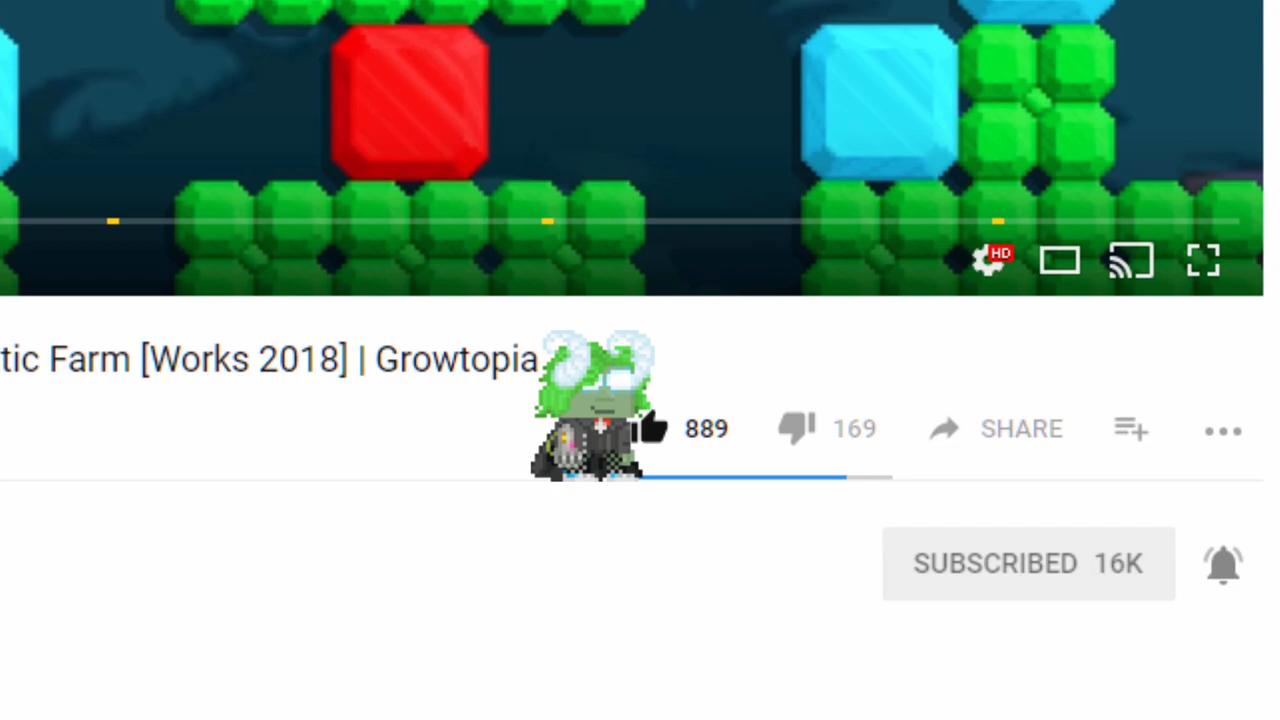 HD
tic Farm [Works 2018] | Growtopia
889 169 SHARE
SUBSCRIBED 16K